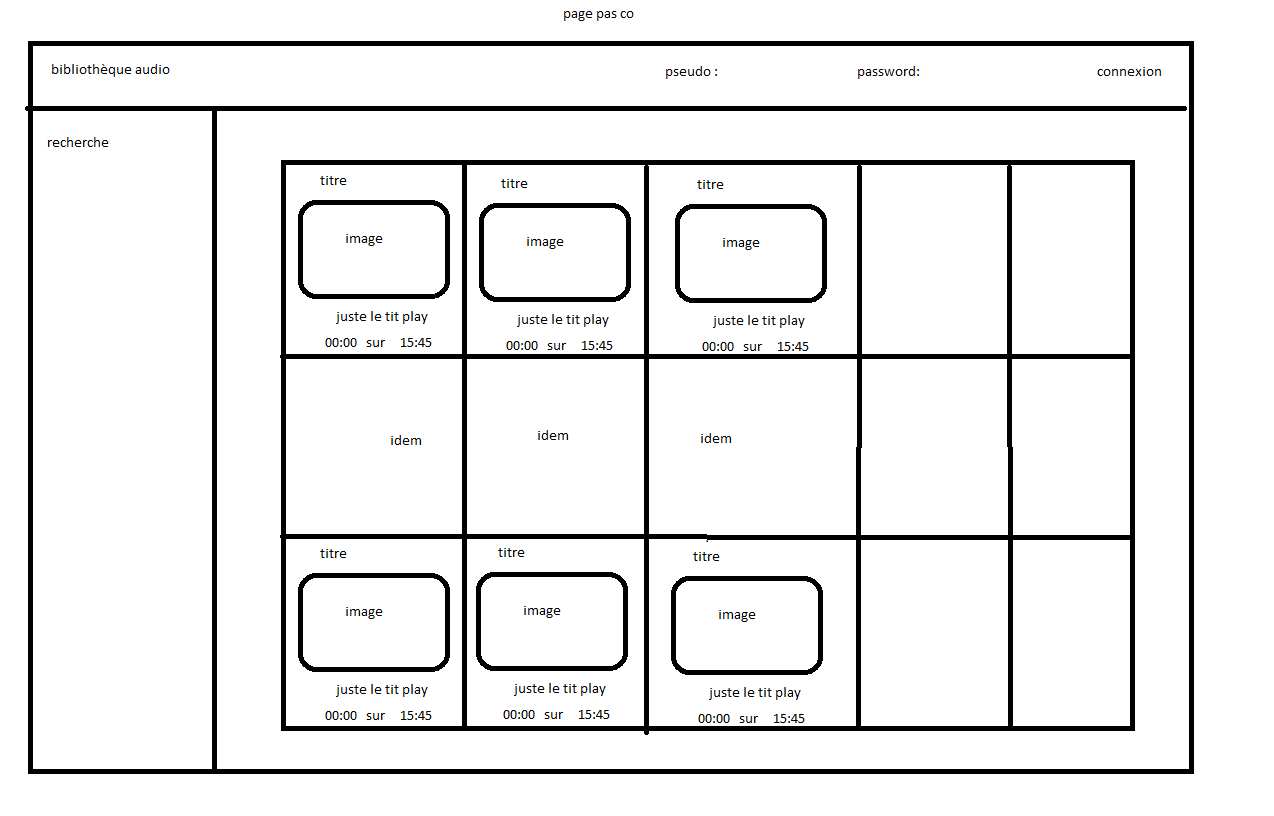 page pas co
bibliothèque audio pseudo : password: connexion
recherche
titre titre titre
image image image
juste le tit play juste le tit play juste le tit play
00:00 sur 15:45 00:00 sur 15:45 00:00 sur 15:45
idem idem idem
titre titre titre
image image image
juste le tit play juste le tit play juste le tit play
00:00 sur 15:45 00:00 sur 15:45 00:00 sur 15:45